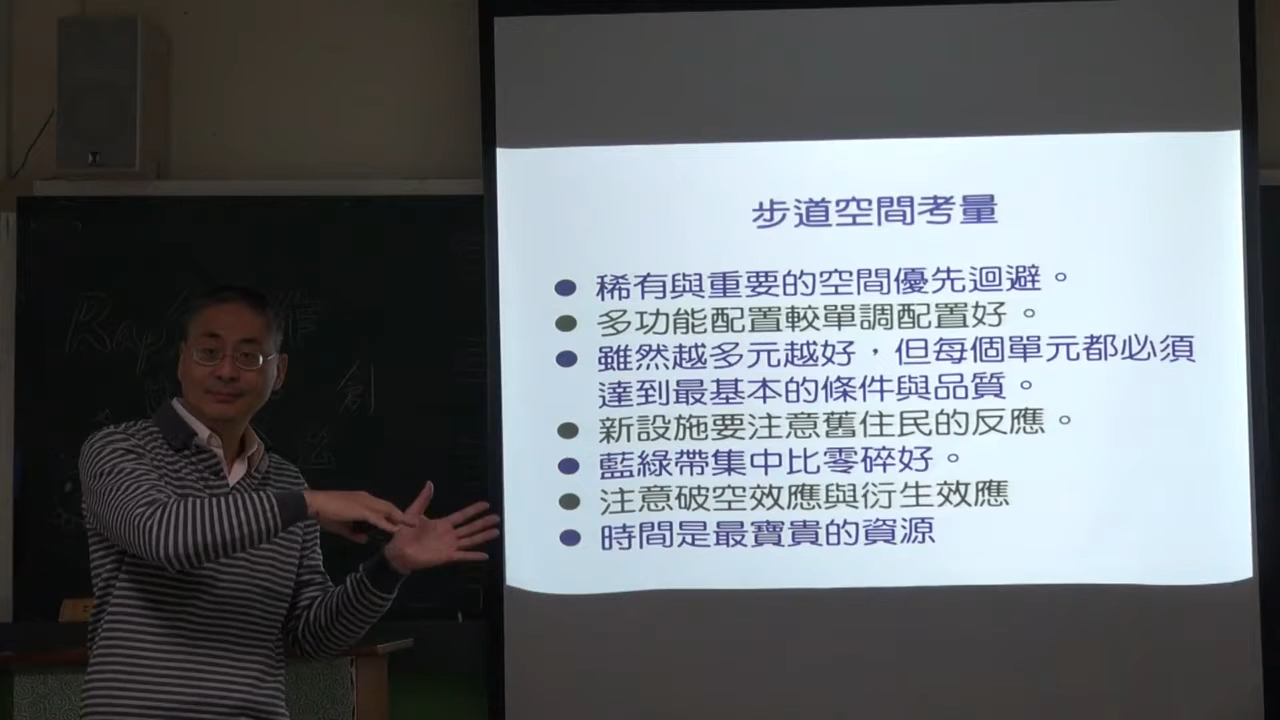 步道空間考量
● 稀有與重要的空間優先迴避。
● 多功能配置較單調配置好。
● 雖然越多元越好，但每個單元都必須
達到最基本的條件與品質。
● 新設施要注意舊住民的反應。
● 藍綠帶集中比零碎好。
● 注意破空效應與衍生效應
● 時間是最寶貴的資源
Rap
創